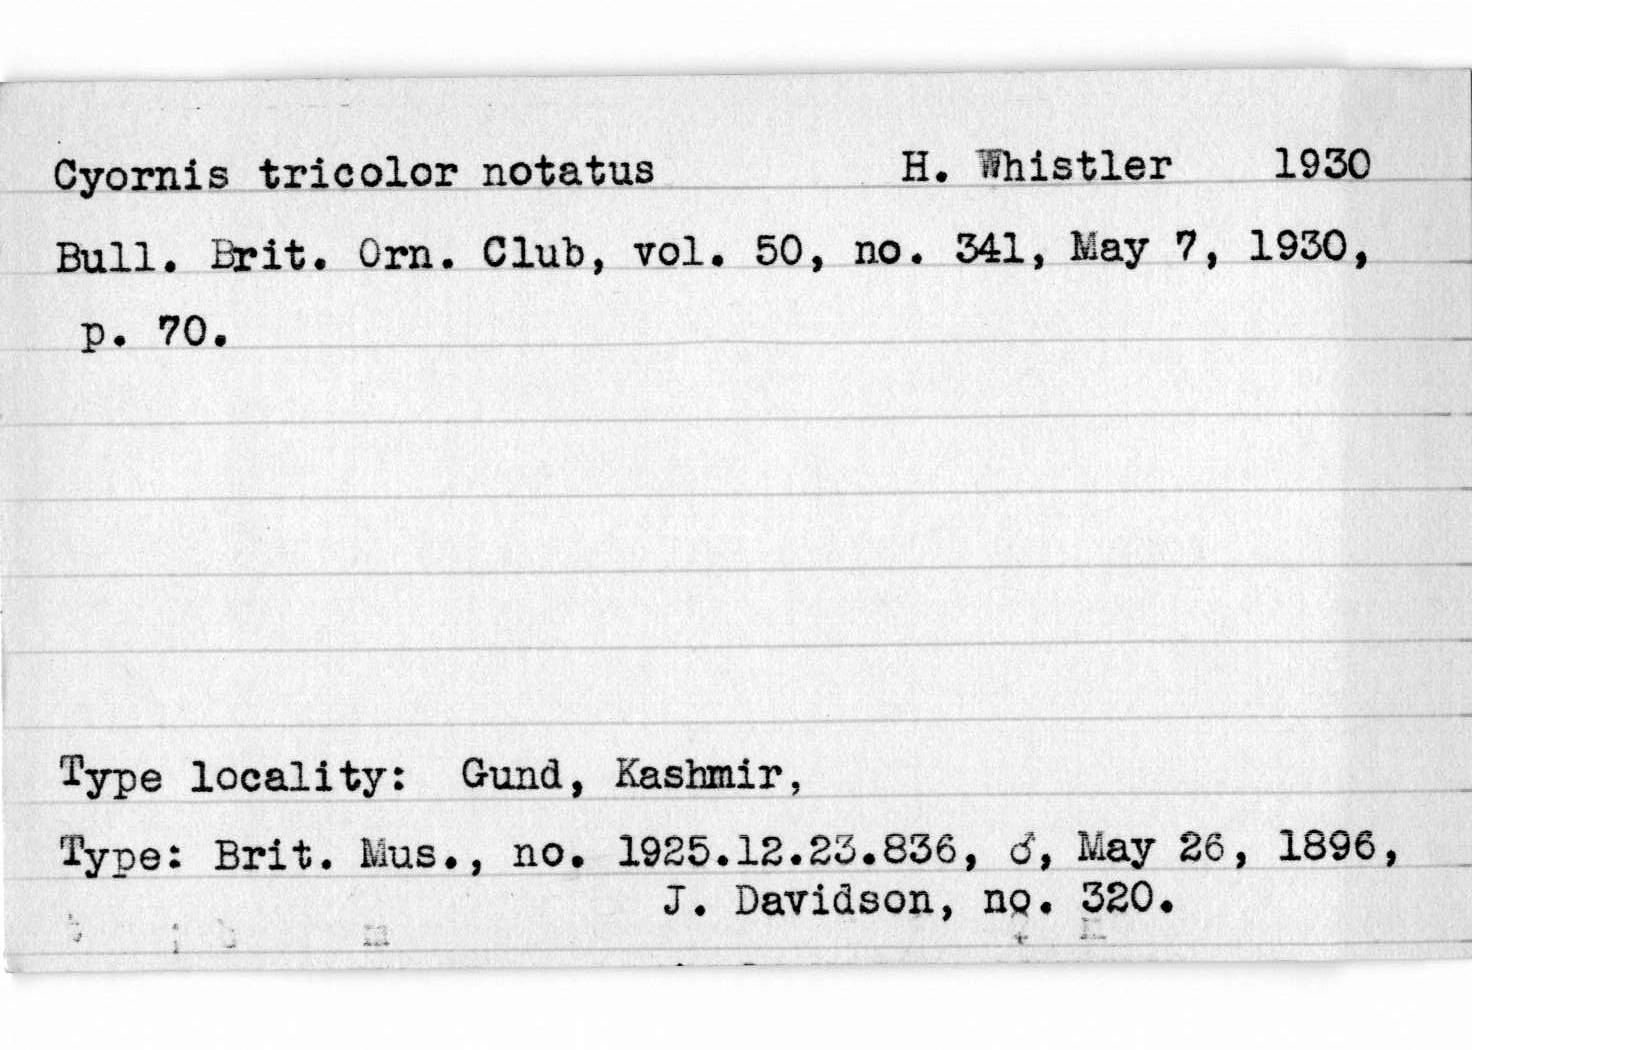 Cyornis tricolor notatus H. Whistler 1930
Bull. Brit. Orn. Club, vol. 50, no. 341, May 7, 1930,
p. 70.
Type locality: Gund, Kashmir,
Type: Brit. Mus., no. 1925.12.23.836, ♂, May 26, 1896,
J. Davidson, no. 320.